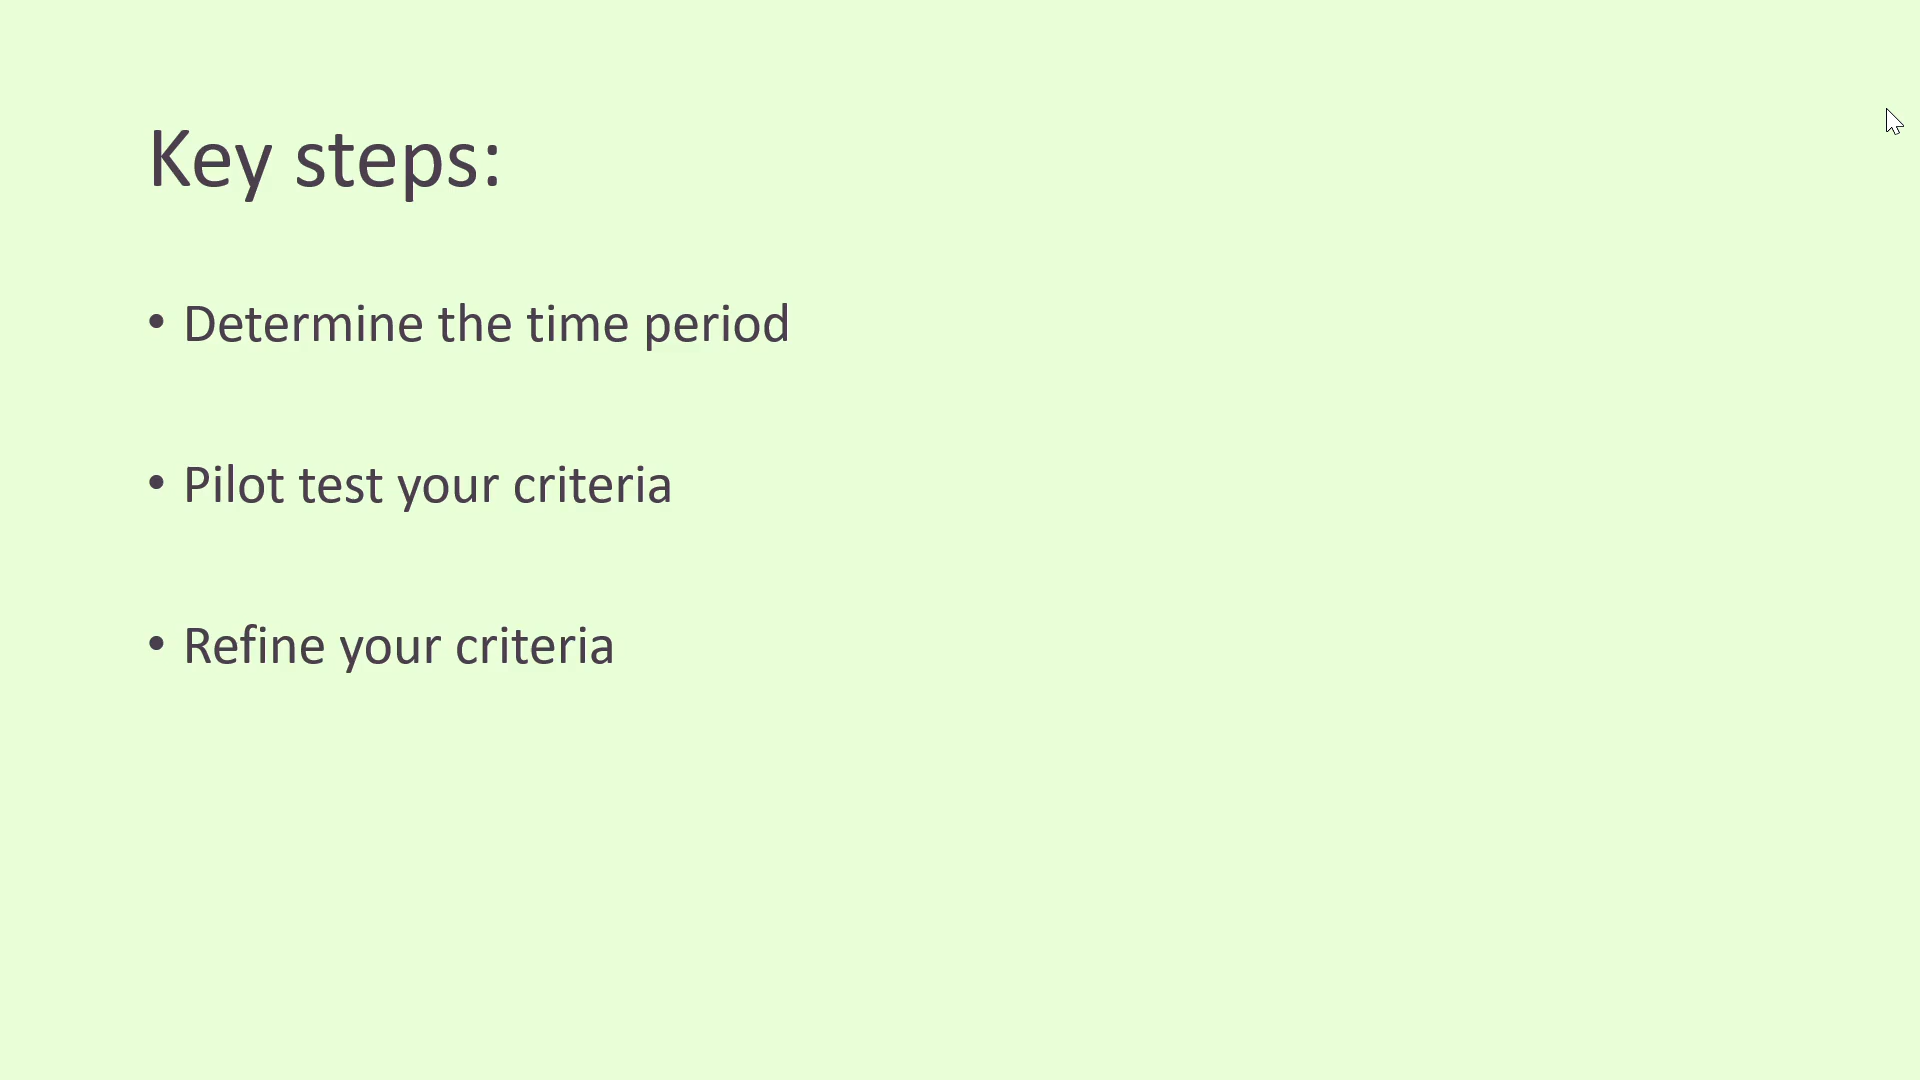 Key steps:
• Determine the time period
• Pilot test your criteria
• Refine your criteria